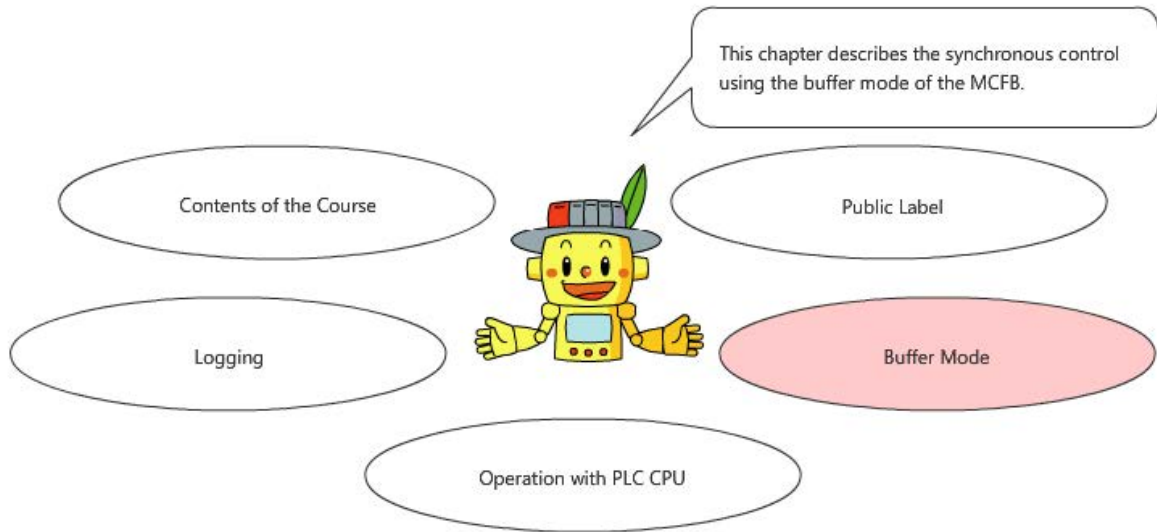 This chapter describes the synchronous control
using the buffer mode of the MCFB.
Contents of the Course
Public Label
Logging
Buffer Mode
Operation with PLC CPU